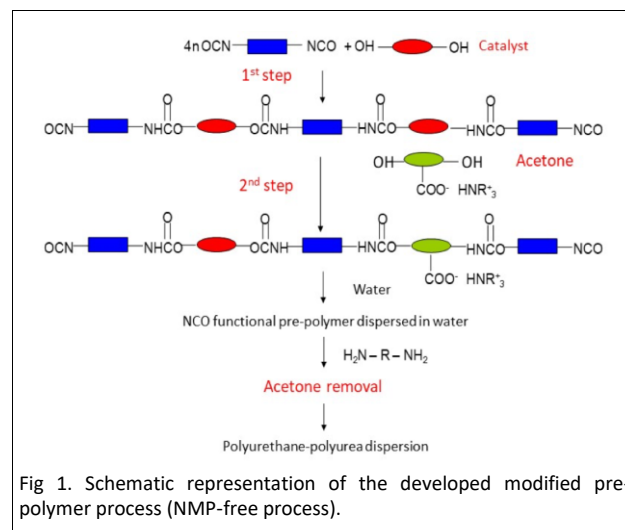 4n OCN NCO + OH OH Catalyst
1st step
O O O O
OCN NHCO OCNH HNCO HNCO NCO
OH OH Acetone
2nd step
COO- HNR+3
O O O O
OCN NHCO OCNH HNCO HNCO NCO
COO- HNR+3
Water
NCO functional pre-polymer dispersed in water
H2N – R – NH2
Acetone removal
Polyurethane-polyurea dispersion
Fig 1. Schematic representation of the developed modified pre-
polymer process (NMP-free process).